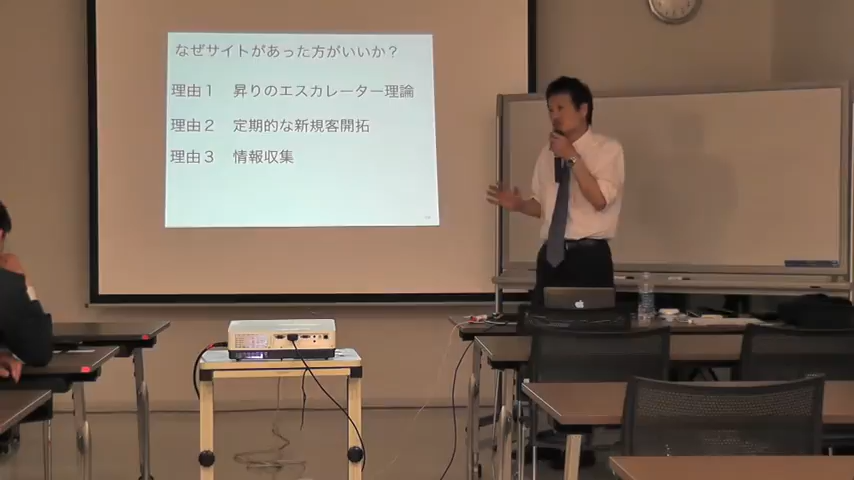 なぜサイトがあった方がいいか？
理由１　昇りのエスカレーター理論
理由２　定期的な新規客開拓
理由３　情報収集